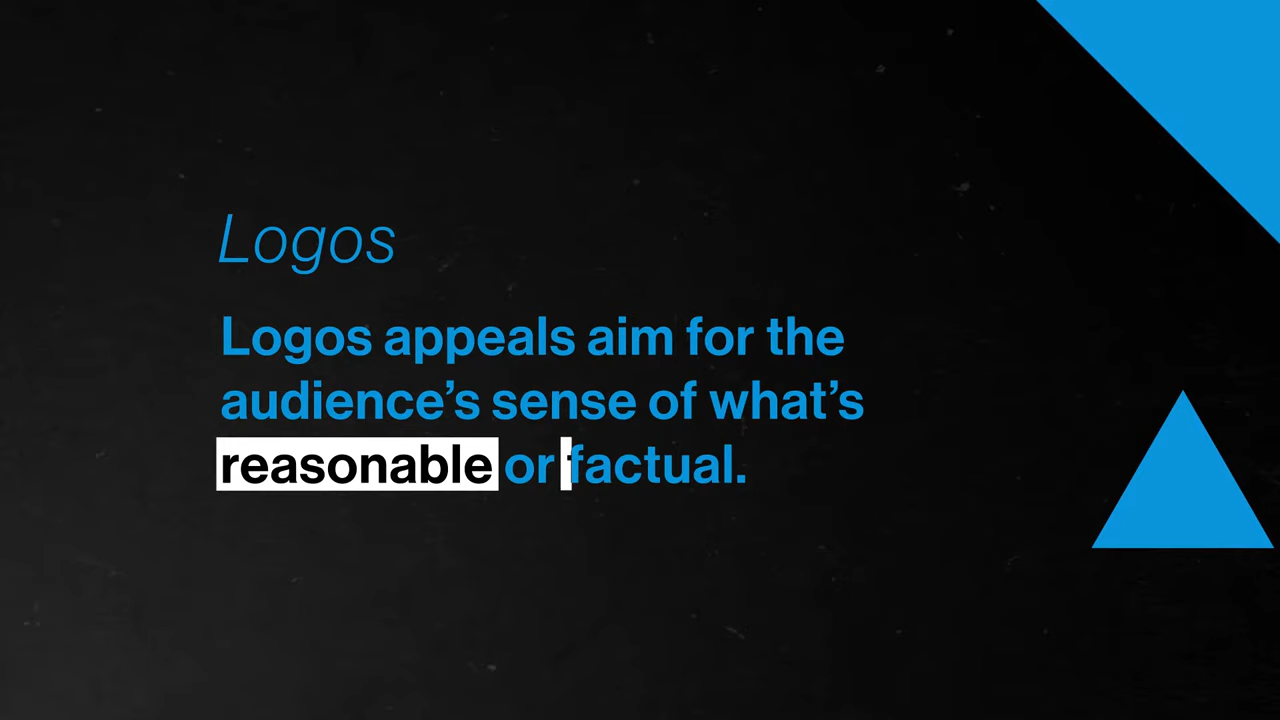 Logos
Logos appeals aim for the
audience’s sense of what’s
reasonable or factual.